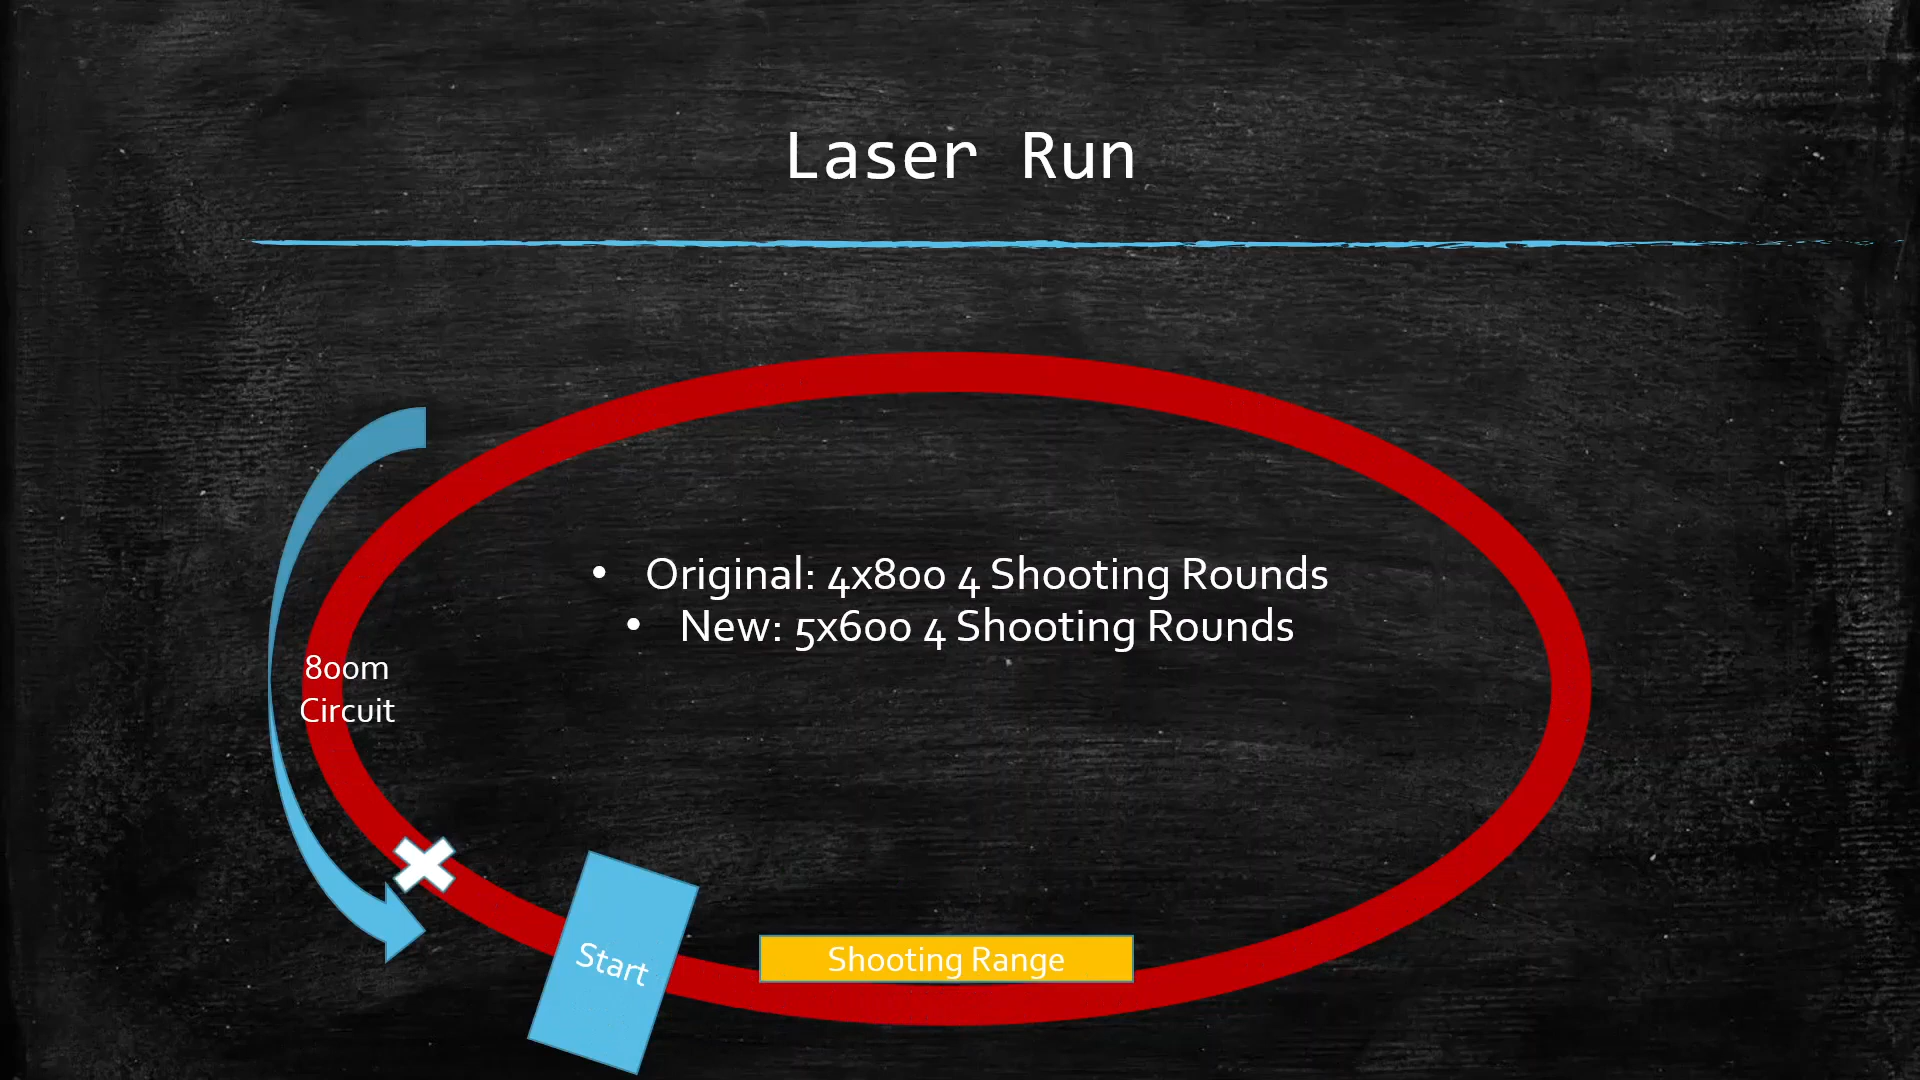 Laser Run
• Original: 4x800 4 Shooting Rounds
• New: 5x600 4 Shooting Rounds
800m
Circuit
Start
Shooting Range